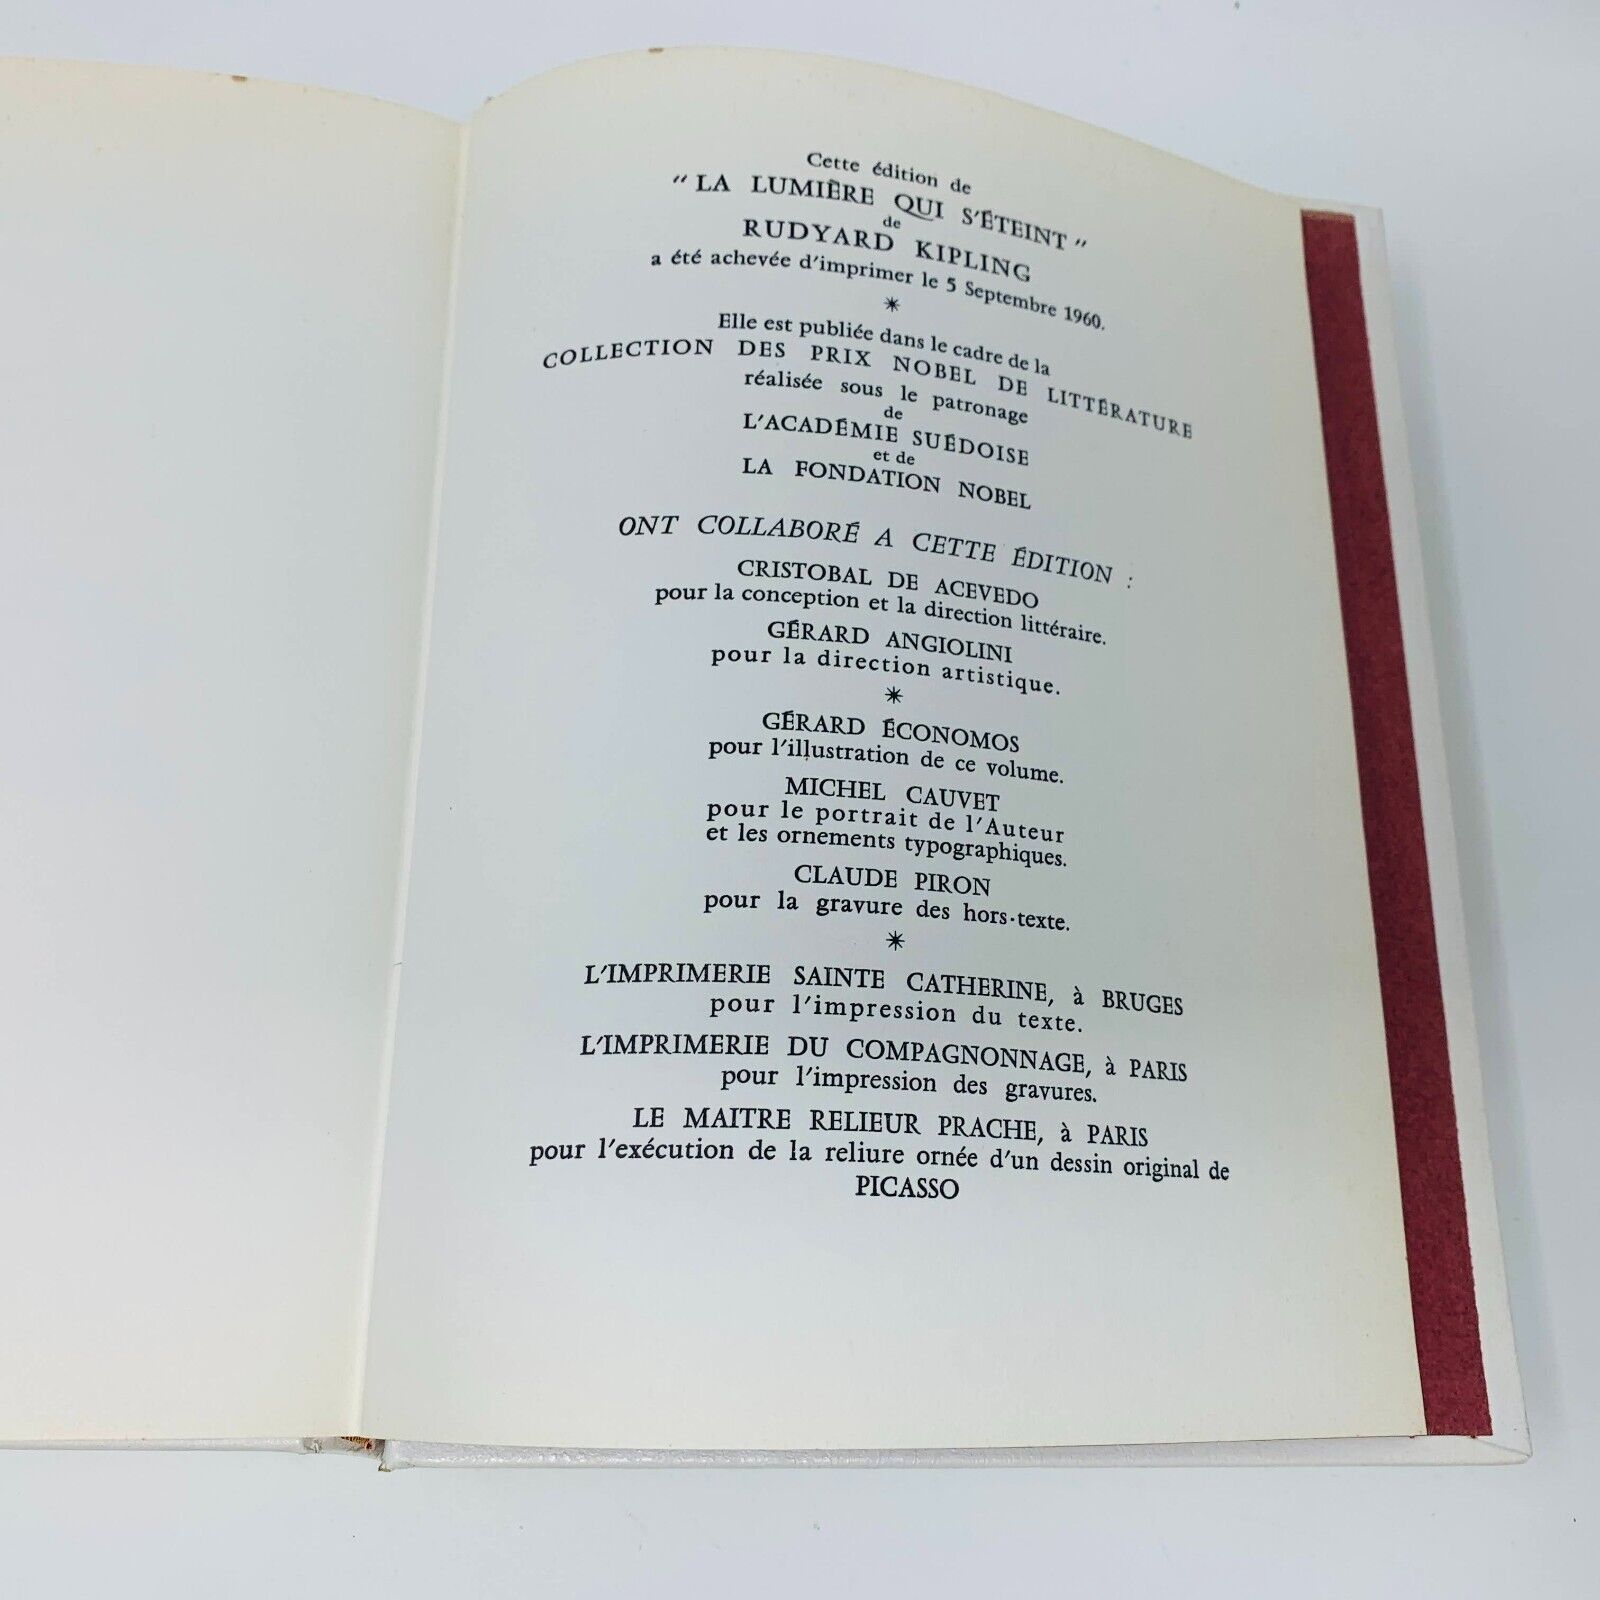 Cette édition de
"LA LUMIÈRE QUI S'ÉTEINT"
de
RUDYARD KIPLING
a été achevée d'imprimer le 5 Septembre 1960.
*
Elle est publiée dans le cadre de la
COLLECTION DES PRIX NOBEL DE LITTÉRATURE
réalisée sous le patronage
de
L'ACADÉMIE SUÉDOISE
et de
LA FONDATION NOBEL
ONT COLLABORÉ A CETTE ÉDITION :
CRISTOBAL DE ACEVEDO
pour la conception et la direction littéraire.
GÉRARD ANGIOLINI
pour la direction artistique.
*
GÉRARD ÉCONOMOS
pour l'illustration de ce volume.
MICHEL CAUVET
pour le portrait de l'Auteur
et les ornements typographiques.
CLAUDE PIRON
pour la gravure des hors-texte.
*
L'IMPRIMERIE SAINTE CATHERINE, à BRUGES
pour l'impression du texte.
L'IMPRIMERIE DU COMPAGNONNAGE, à PARIS
pour l'impression des gravures.
LE MAITRE RELIEUR PRACHE, à PARIS
pour l'exécution de la reliure ornée d'un dessin original de
PICASSO